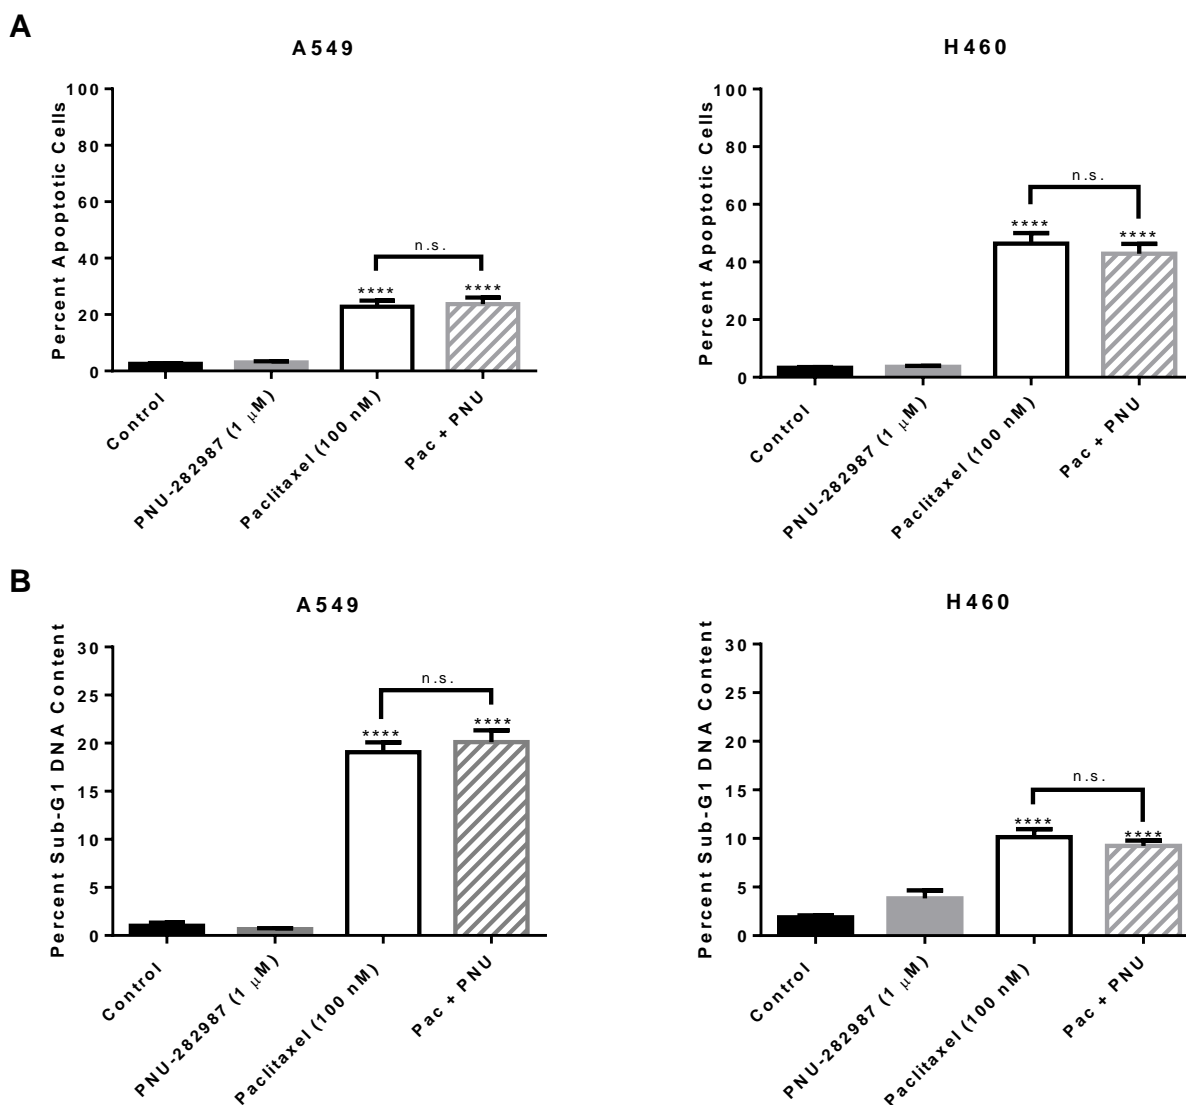 A
A549
Percent Apoptotic Cells
100
80
60
40
20
0
n.s.
****
****
Control
PNU-282987 (1 μM)
Paclitaxel (100 nM)
Pac + PNU
H460
Percent Apoptotic Cells
100
80
60
40
20
0
n.s.
****
****
Control
PNU-282987 (1 μM)
Paclitaxel (100 nM)
Pac + PNU
B
A549
Percent Sub-G1 DNA Content
30
25
20
15
10
5
0
n.s.
****
****
Control
PNU-282987 (1 μM)
Paclitaxel (100 nM)
Pac + PNU
H460
Percent Sub-G1 DNA Content
30
25
20
15
10
5
0
n.s.
****
****
Control
PNU-282987 (1 μM)
Paclitaxel (100 nM)
Pac + PNU